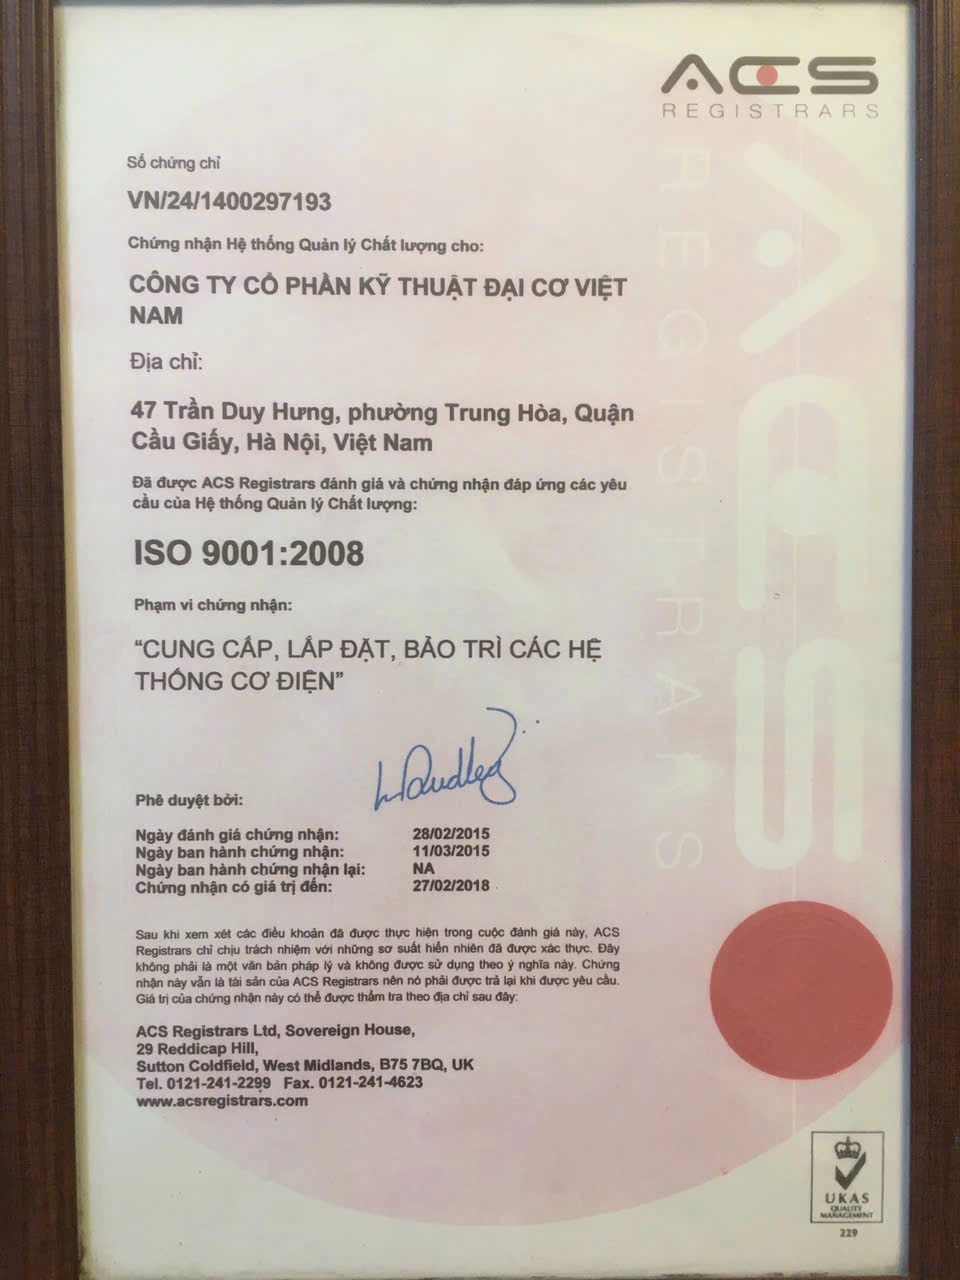 ACS
REGISTRARS
Số chứng chỉ
VN/24/1400297193
Chứng nhận Hệ thống Quản lý Chất lượng cho:
CÔNG TY CỔ PHẦN KỸ THUẬT ĐẠI CƠ VIỆT
NAM
Địa chỉ:
47 Trần Duy Hưng, phường Trung Hòa, Quận
Cầu Giấy, Hà Nội, Việt Nam
Đã được ACS Registrars đánh giá và chứng nhận đáp ứng các yêu
cầu của Hệ thống Quản lý Chất lượng:
ISO 9001:2008
Phạm vi chứng nhận:
“CUNG CẤP, LẮP ĐẶT, BẢO TRÌ CÁC HỆ
THỐNG CƠ ĐIỆN”
Phê duyệt bởi:
Ngày đánh giá chứng nhận: 28/02/2015
Ngày ban hành chứng nhận: 11/03/2015
Ngày ban hành chứng nhận lại: NA
Chứng nhận có giá trị đến: 27/02/2018
Sau khi xem xét các điều khoản đã được thực hiện trong cuộc đánh giá này, ACS
Registrars chỉ chịu trách nhiệm với những sơ suất hiển nhiên đã được xác thực. Đây
không phải là một văn bản pháp lý và không được sử dụng theo ý nghĩa này. Chứng
nhận này vẫn là tài sản của ACS Registrars nên nó phải được trả lại khi được yêu cầu.
Giá trị của chứng nhận này có thể được thẩm tra theo địa chỉ sau đây:
ACS Registrars Ltd, Sovereign House,
29 Reddicap Hill,
Sutton Coldfield, West Midlands, B75 7BQ, UK
Tel. 0121-241-2299 Fax. 0121-241-4623
www.acsregistrars.com
ACS
REGISTRARS
UKAS
QUALITY
MANAGEMENT
229